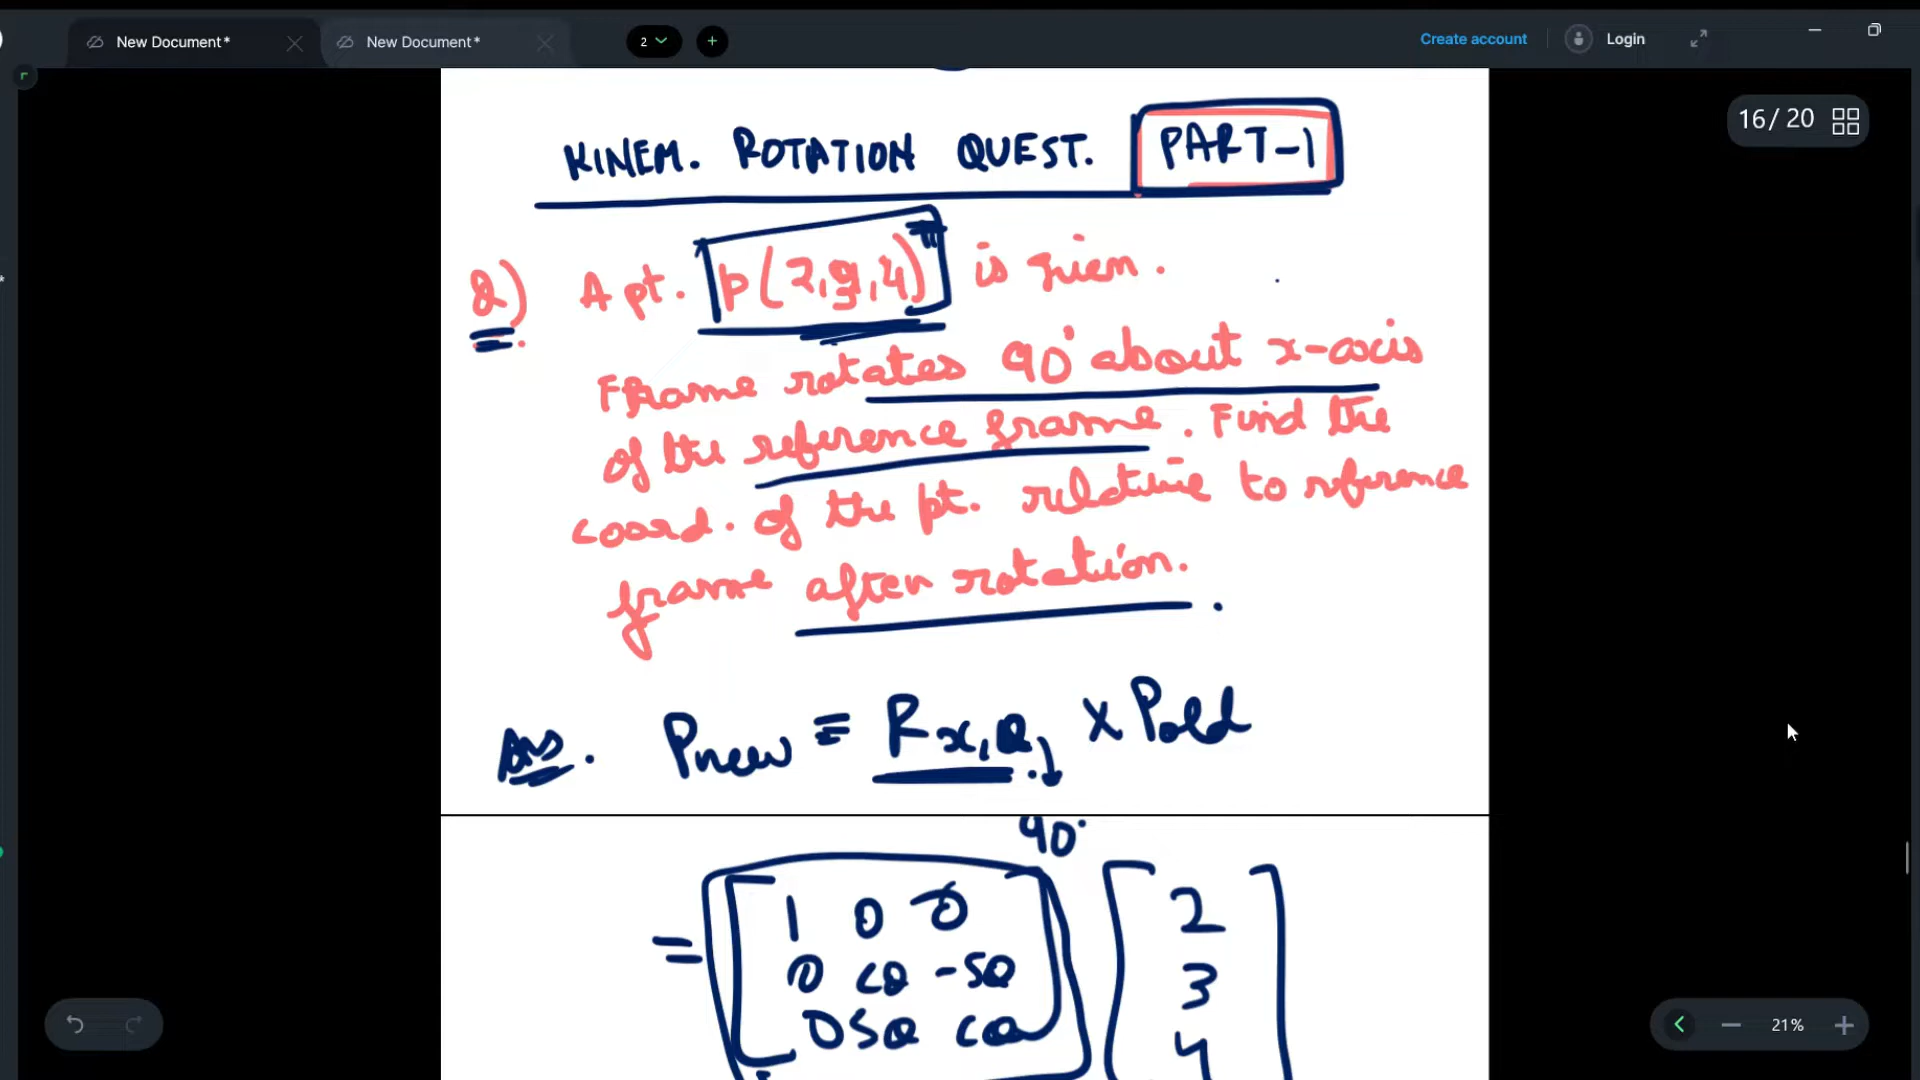 New Document*
New Document*
2
Create account
Login
16/ 20
KINEM. ROTATION QUEST. PART-1
Q) A pt. P(2,3,4)ᵀ is given.
Frame rotates 90° about x-axis
of the reference frame. Find the
coord. of the pt. relative to reference
frame after rotation.
Ans. Pnew = Rx,θ, × Pold
90°
= [1 0 0] [2]
[0 cθ -sθ] [3]
[0 sθ cθ] [4]
21%